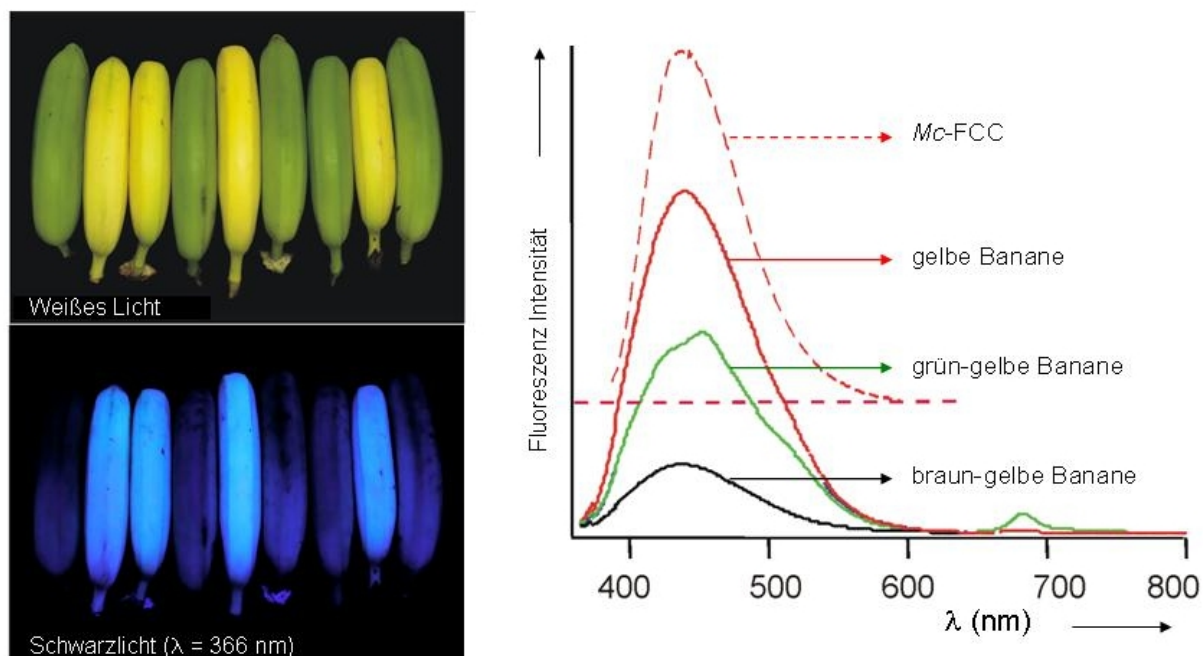 Weißes Licht
Schwarzlicht (λ = 366 nm)
Fluoreszenz Intensität
Mc-FCC
gelbe Banane
grün-gelbe Banane
braun-gelbe Banane
400 500 600 700 800
λ (nm)